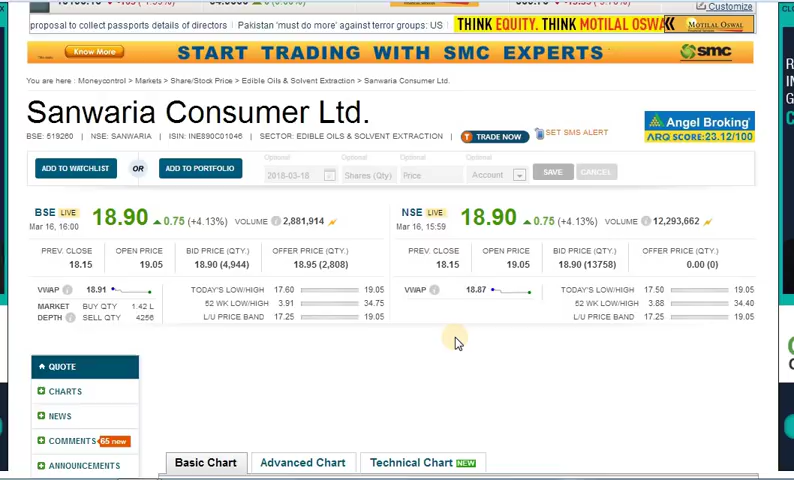 proposal to collect passports details of directors | Pakistan 'must do more' against terror groups: US |
Customize
THINK EQUITY. THINK MOTILAL OSWA
MOTILAL OSWAL
Know More
START TRADING WITH SMC EXPERTS
smc
You are here : Moneycontrol › Markets › Share/Stock Price › Edible Oils & Solvent Extraction › Sanwaria Consumer Ltd.
Sanwaria Consumer Ltd.
Angel Broking
ARQ SCORE:23.12/100
BSE: 519260 | NSE: SANWARIA | ISIN: INE890C01046 | SECTOR: EDIBLE OILS & SOLVENT EXTRACTION |
T TRADE NOW
SET SMS ALERT
Optional Optional Optional Optional
ADD TO WATCHLIST OR ADD TO PORTFOLIO 2018-03-18 Shares (Qty) Price Account SAVE CANCEL
BSE LIVE 18.90 0.75 (+4.13%) VOLUME 2,881,914
Mar 16, 16:00
PREV. CLOSE OPEN PRICE BID PRICE (QTY.) OFFER PRICE (QTY.)
18.15 19.05 18.90 (4,944) 18.95 (2,808)
VWAP 18.91 TODAY'S LOW/HIGH 17.60 19.05
MARKET DEPTH BUY QTY 1.42 L 52 WK LOW/HIGH 3.91 34.75
SELL QTY 4256 L/U PRICE BAND 17.25 19.05
NSE LIVE 18.90 0.75 (+4.13%) VOLUME 12,293,662
Mar 16, 15:59
PREV. CLOSE OPEN PRICE BID PRICE (QTY.) OFFER PRICE (QTY.)
18.15 19.05 18.90 (13758) 0.00 (0)
VWAP 18.87 TODAY'S LOW/HIGH 17.50 19.05
52 WK LOW/HIGH 3.88 34.40
L/U PRICE BAND 17.25 19.05
QUOTE
CHARTS
NEWS
COMMENTS 65 new
ANNOUNCEMENTS
Basic Chart Advanced Chart Technical Chart NEW